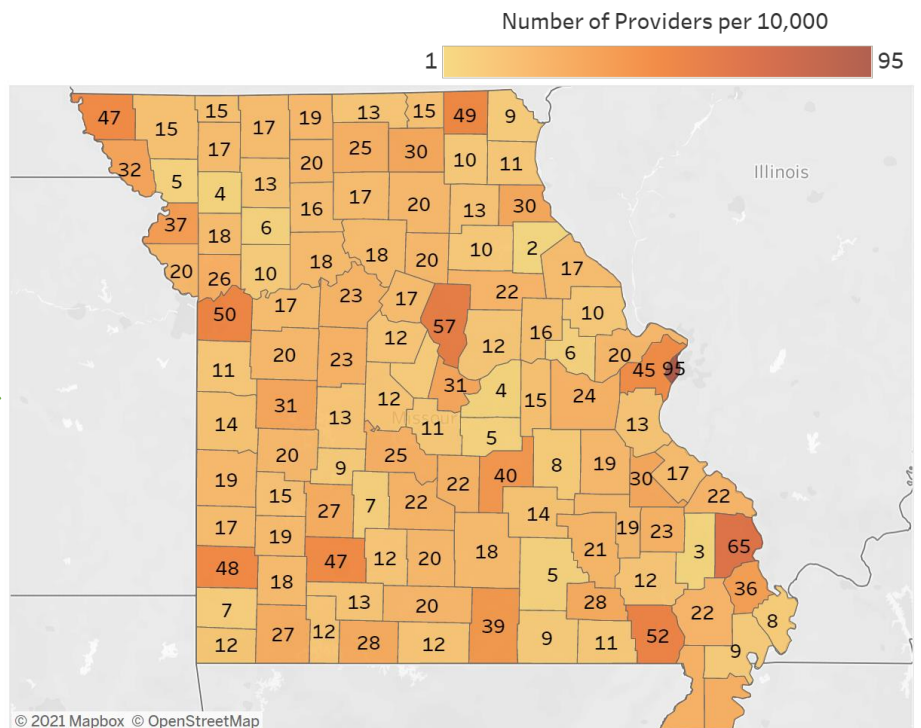 Number of Providers per 10,000
1 95
47 15 15 17 19 13 15 49 9
32 5 17 13 20 25 30 10 11
4 16 17 20 13 30
Illinois
37 18 6 18 18 20 10 2 17
20 26 10
50 17 23 17 57 22 10
11 20 23 12 12 16 6 20 45 95
14 31 13 12 31 4 15 24 13
Missouri
11 5
19 20 9 25 22 40 8 19 30 17
15 27 7 22 14 22
17 19 47 12 20 18 21 19 23 3 65
48 18 5 12 36
7 13 20 39 28 22 8
12 27 12 28 12 9 11 52 9
© 2021 Mapbox © OpenStreetMap